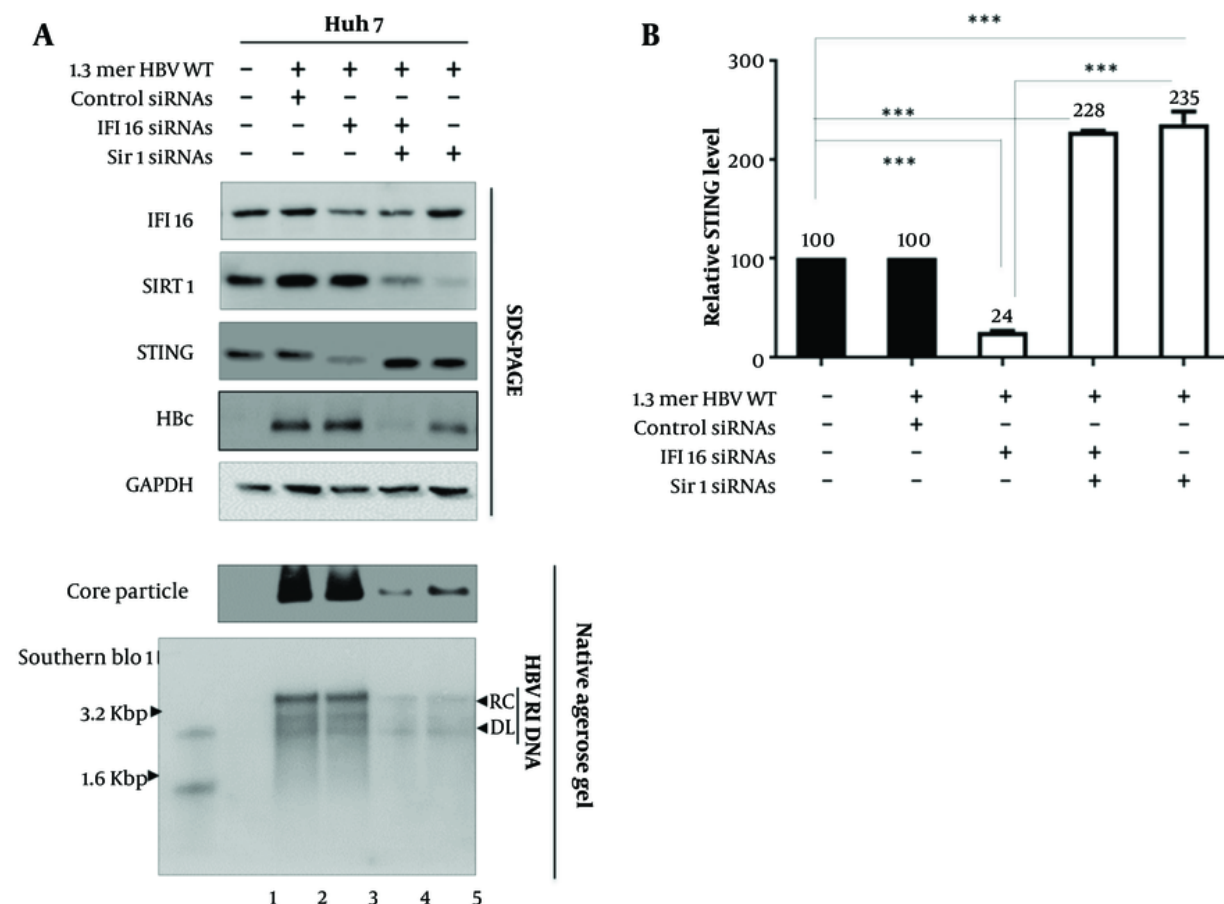 A
Huh 7
1.3 mer HBV WT - + + + +
Control siRNAs - + - - -
IFI 16 siRNAs - - + + -
Sir 1 siRNAs - - - + +
IFI 16
SIRT 1
STING
HBc
GAPDH
SDS-PAGE
Core particle
Southern blo 1
3.2 Kbp
1.6 Kbp
RC
DL
HBV RI DNA
Native agerose gel
1 2 3 4 5
B
***
***
***
***
Relative STING level
300
200
100
0
100
100
24
228
235
1.3 mer HBV WT - + + + +
Control siRNAs - + - - -
IFI 16 siRNAs - - + + -
Sir 1 siRNAs - - - + +